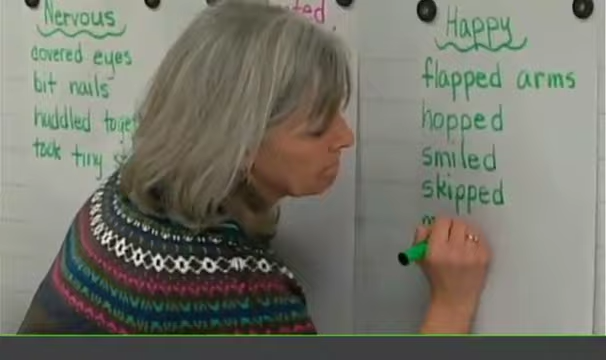 Nervous
covered eyes
bit nails
huddled
took tiny
Happy
flapped arms
hopped
smiled
skipped